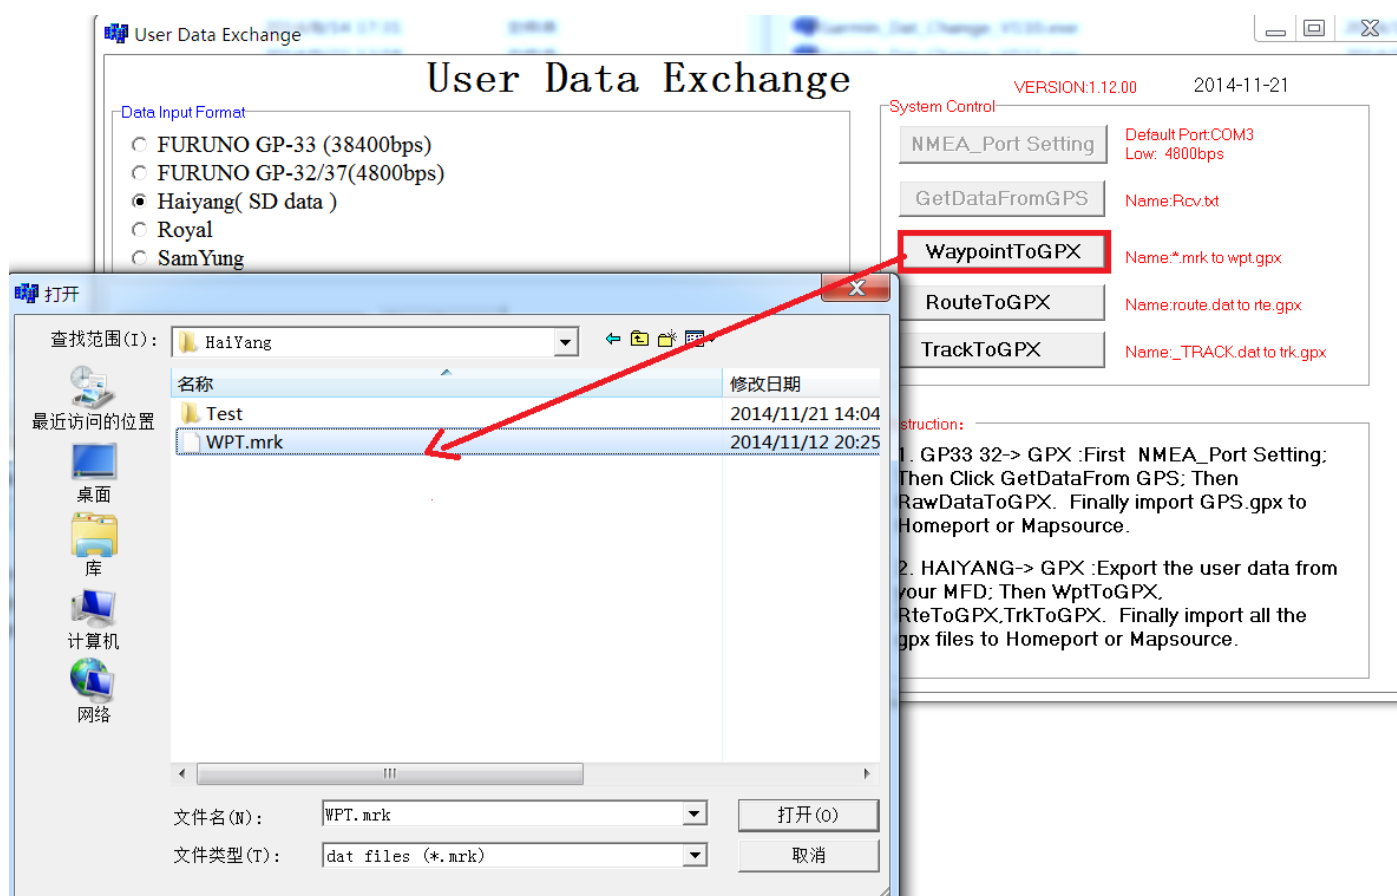 User Data Exchange
User Data Exchange
VERSION:1.12.00
2014-11-21
Data Input Format
FURUNO GP-33 (38400bps)
FURUNO GP-32/37(4800bps)
Haiyang( SD data )
Royal
SamYung
System Control
NMEA_Port Setting
Default Port:COM3
Low: 4800bps
GetDataFromGPS
Name:Rcv.txt
WaypointToGPX
Name:*.mrk to wpt.gpx
RouteToGPX
Name:route.dat to rte.gpx
TrackToGPX
Name:_TRACK.dat to trk.gpx
struction:
1. GP33 32-> GPX :First NMEA_Port Setting;
Then Click GetDataFrom GPS; Then
RawDataToGPX. Finally import GPS.gpx to
Homeport or Mapsource.
2. HAIYANG-> GPX :Export the user data from
your MFD; Then WptToGPX,
RteToGPX,TrkToGPX. Finally import all the
gpx files to Homeport or Mapsource.
打开
查找范围(I):
HaiYang
名称
修改日期
Test
2014/11/21 14:04
WPT.mrk
2014/11/12 20:25
最近访问的位置
桌面
库
计算机
网络
文件名(N):
WPT.mrk
打开(O)
文件类型(T):
dat files (*.mrk)
取消